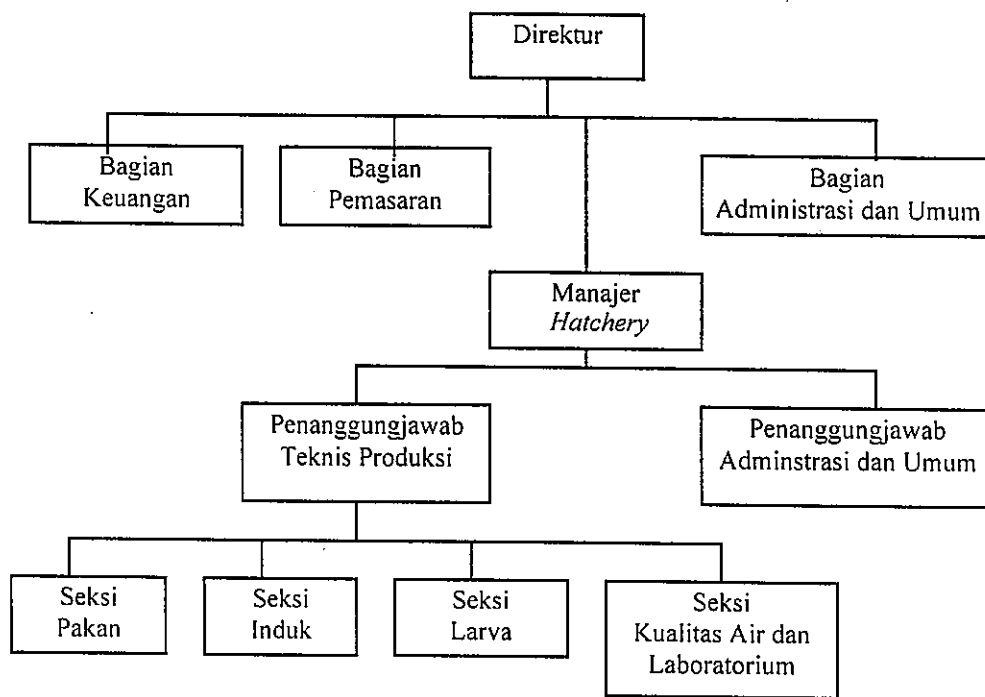 Direktur
Bagian
Keuangan
Bagian
Pemasaran
Bagian
Administrasi dan Umum
Manajer
Hatchery
Penanggungjawab
Teknis Produksi
Penanggungjawab
Adminstrasi dan Umum
Seksi
Pakan
Seksi
Induk
Seksi
Larva
Seksi
Kualitas Air dan
Laboratorium